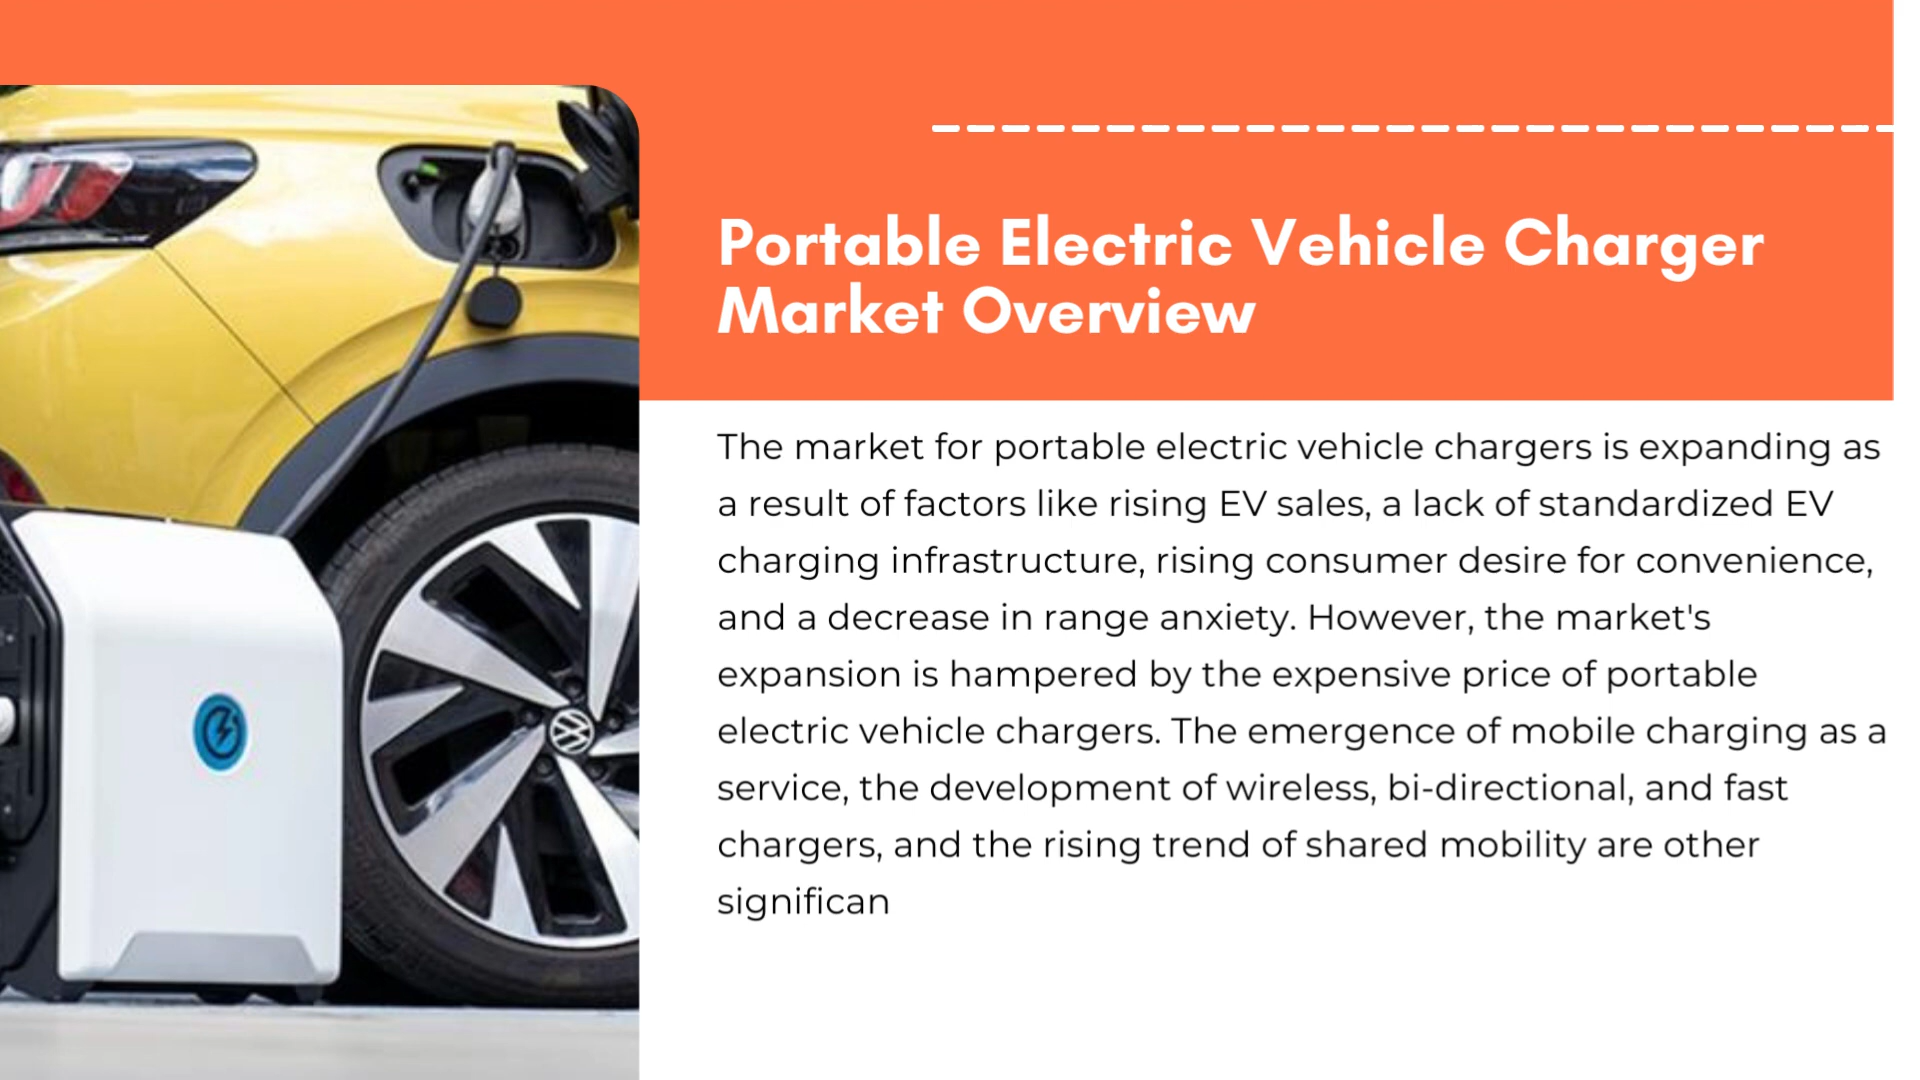 Portable Electric Vehicle Charger
Market Overview
The market for portable electric vehicle chargers is expanding as
a result of factors like rising EV sales, a lack of standardized EV
charging infrastructure, rising consumer desire for convenience,
and a decrease in range anxiety. However, the market's
expansion is hampered by the expensive price of portable
electric vehicle chargers. The emergence of mobile charging as a
service, the development of wireless, bi-directional, and fast
chargers, and the rising trend of shared mobility are other
significan